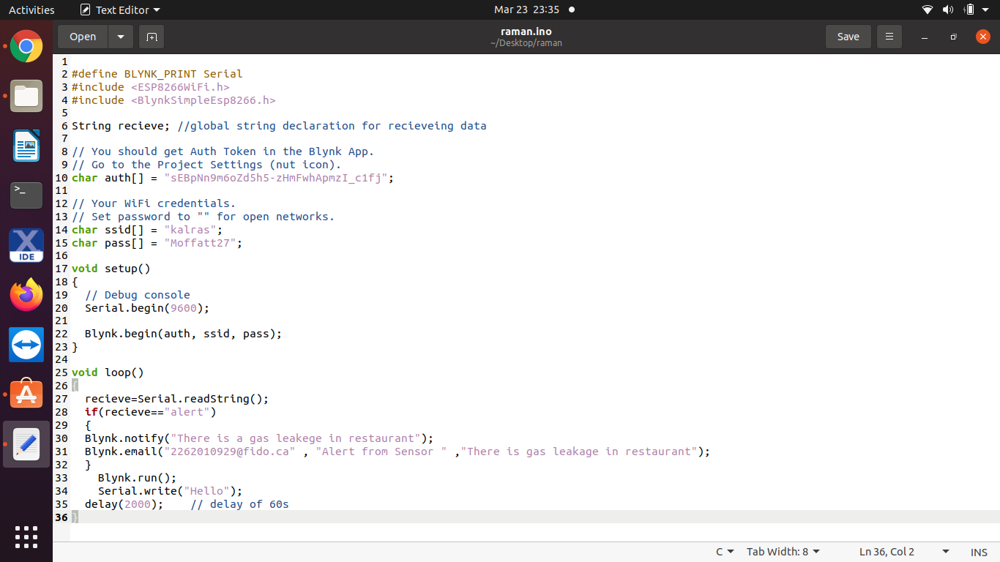 Activities Text Editor Mar 23 23:35
Open raman.ino Save
~/Desktop/raman
1
2 #define BLYNK_PRINT Serial
3 #include <ESP8266WiFi.h>
4 #include <BlynkSimpleEsp8266.h>
5
6 String recieve; //global string declaration for recieveing data
7
8 // You should get Auth Token in the Blynk App.
9 // Go to the Project Settings (nut icon).
10 char auth[] = "sEBpNn9m6oZd5h5-zHmFwhApmzI_c1fj";
11
12 // Your WiFi credentials.
13 // Set password to "" for open networks.
14 char ssid[] = "kalras";
15 char pass[] = "Moffatt27";
16
17 void setup()
18 {
19   // Debug console
20   Serial.begin(9600);
21
22   Blynk.begin(auth, ssid, pass);
23 }
24
25 void loop()
26 {
27   recieve=Serial.readString();
28   if(recieve=="alert")
29   {
30   Blynk.notify("There is a gas leakege in restaurant");
31   Blynk.email("2262010929@fido.ca" , "Alert from Sensor " ,"There is gas leakage in restaurant");
32   }
33     Blynk.run();
34     Serial.write("Hello");
35   delay(2000);    // delay of 60s
36 }
>_
IDE
C Tab Width: 8 Ln 36, Col 2 INS